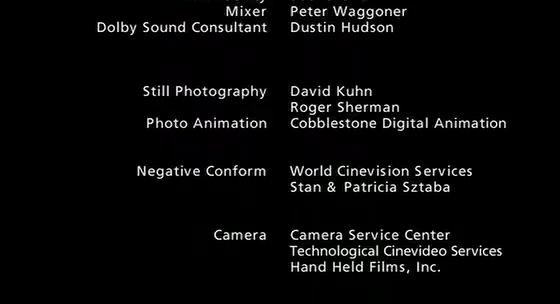 Mixer Peter Waggoner
Dolby Sound Consultant Dustin Hudson
Still Photography David Kuhn
Roger Sherman
Photo Animation Cobblestone Digital Animation
Negative Conform World Cinevision Services
Stan & Patricia Sztaba
Camera Camera Service Center
Technological Cinevideo Services
Hand Held Films, Inc.